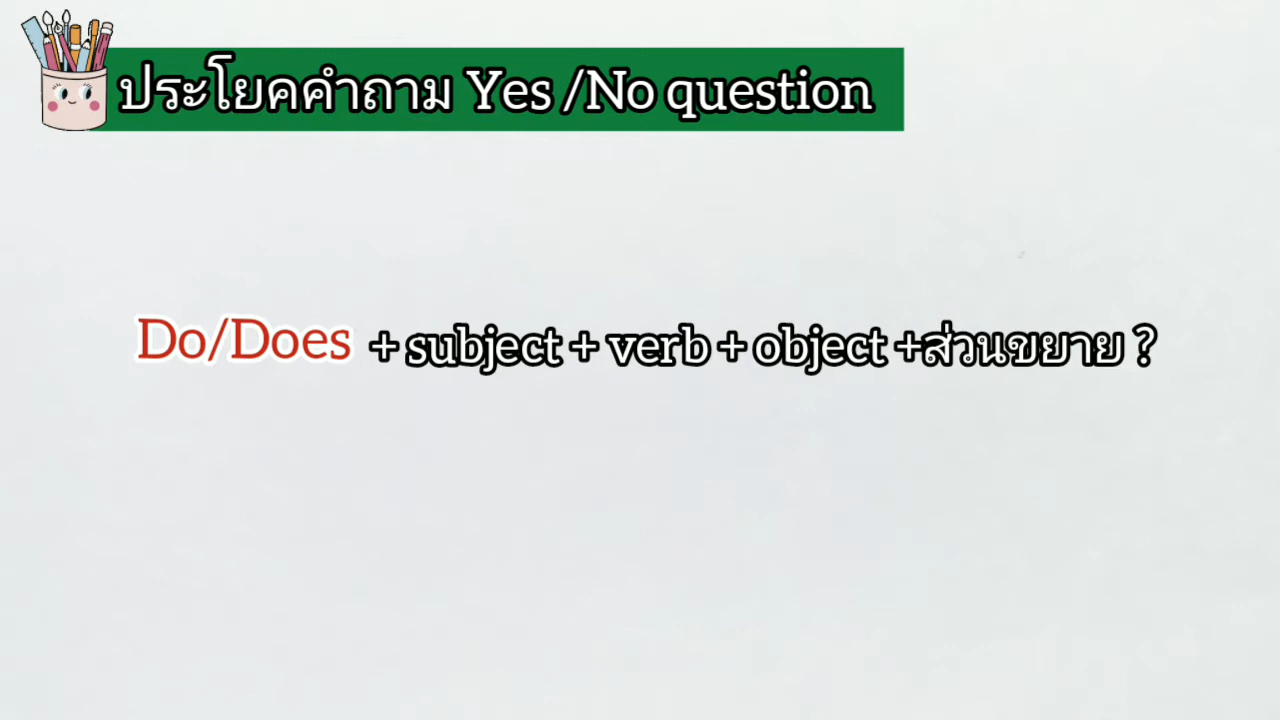 ประโยคคำถาม Yes /No question
Do/Does + subject + verb + object +ส่วนขยาย ?